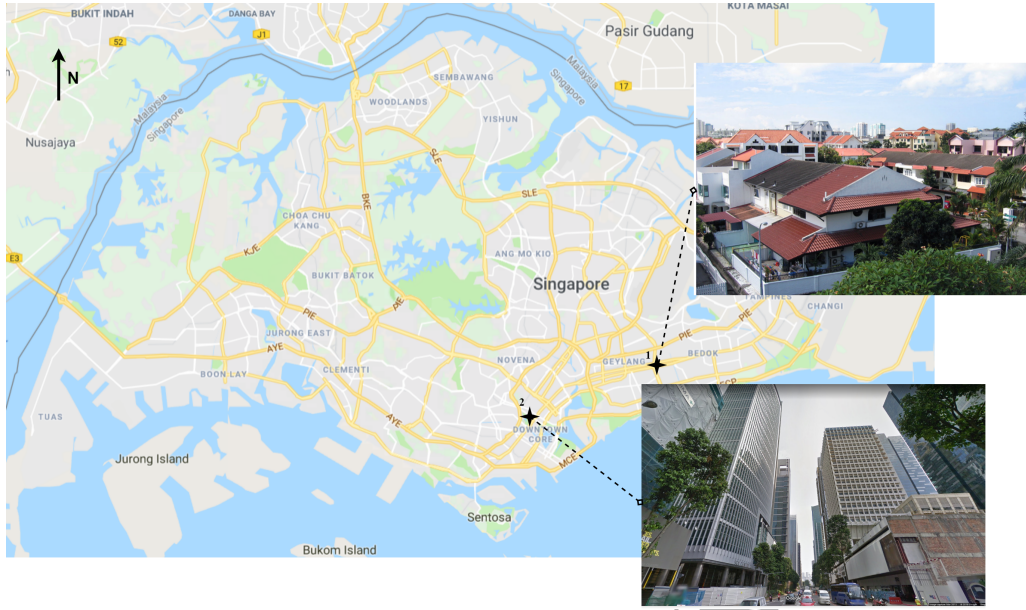 BUKIT INDAH
DANGA BAY
KOTA MASAI
52
J1
Pasir Gudang
N
Malaysia
Singapore
SEMBAWANG
17
Malaysia
Singapore
WOODLANDS
YISHUN
Nusajaya
SLE
SLE
BKE
CHOA CHU
KANG
E3
KJE
ANG MO KIO
BUKIT BATOK
Singapore
PIE
TAMPINES
CHANGI
PIE
PIE
PIE
JURONG EAST
AYE
NOVENA
GEYLANG
1
BEDOK
BOON LAY
CLEMENTI
ECP
2
TUAS
AYE
DOWNTOWN
CORE
MCE
Jurong Island
Sentosa
Bukom Island